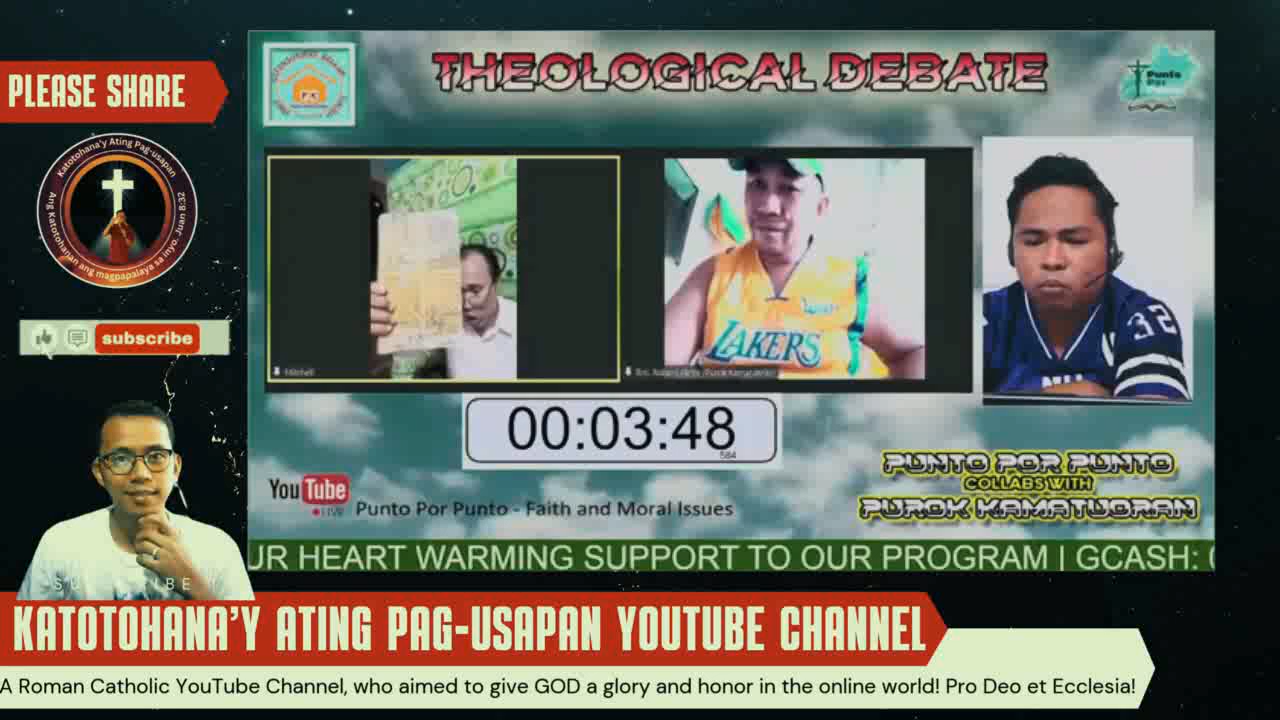 PLEASE SHARE
Katotohana'y Ating Pag-usapan
Ang Katotohanan ang magpapalaya sa inyo. Juan 8:32
subscribe
THEOLOGICAL DEBATE
Punto
Por
Mitchell
LAKERS
32
00:03:48
584
YouTube
LIVE
Punto Por Punto - Faith and Moral Issues
PUNTO POR PUNTO
COLLABS WITH
PUROK KAMATUORAN
UR HEART WARMING SUPPORT TO OUR PROGRAM | GCASH:
SUBSCRIBE
KATOTOHANA'Y ATING PAG-USAPAN YOUTUBE CHANNEL
A Roman Catholic YouTube Channel, who aimed to give GOD a glory and honor in the online world! Pro Deo et Ecclesia!